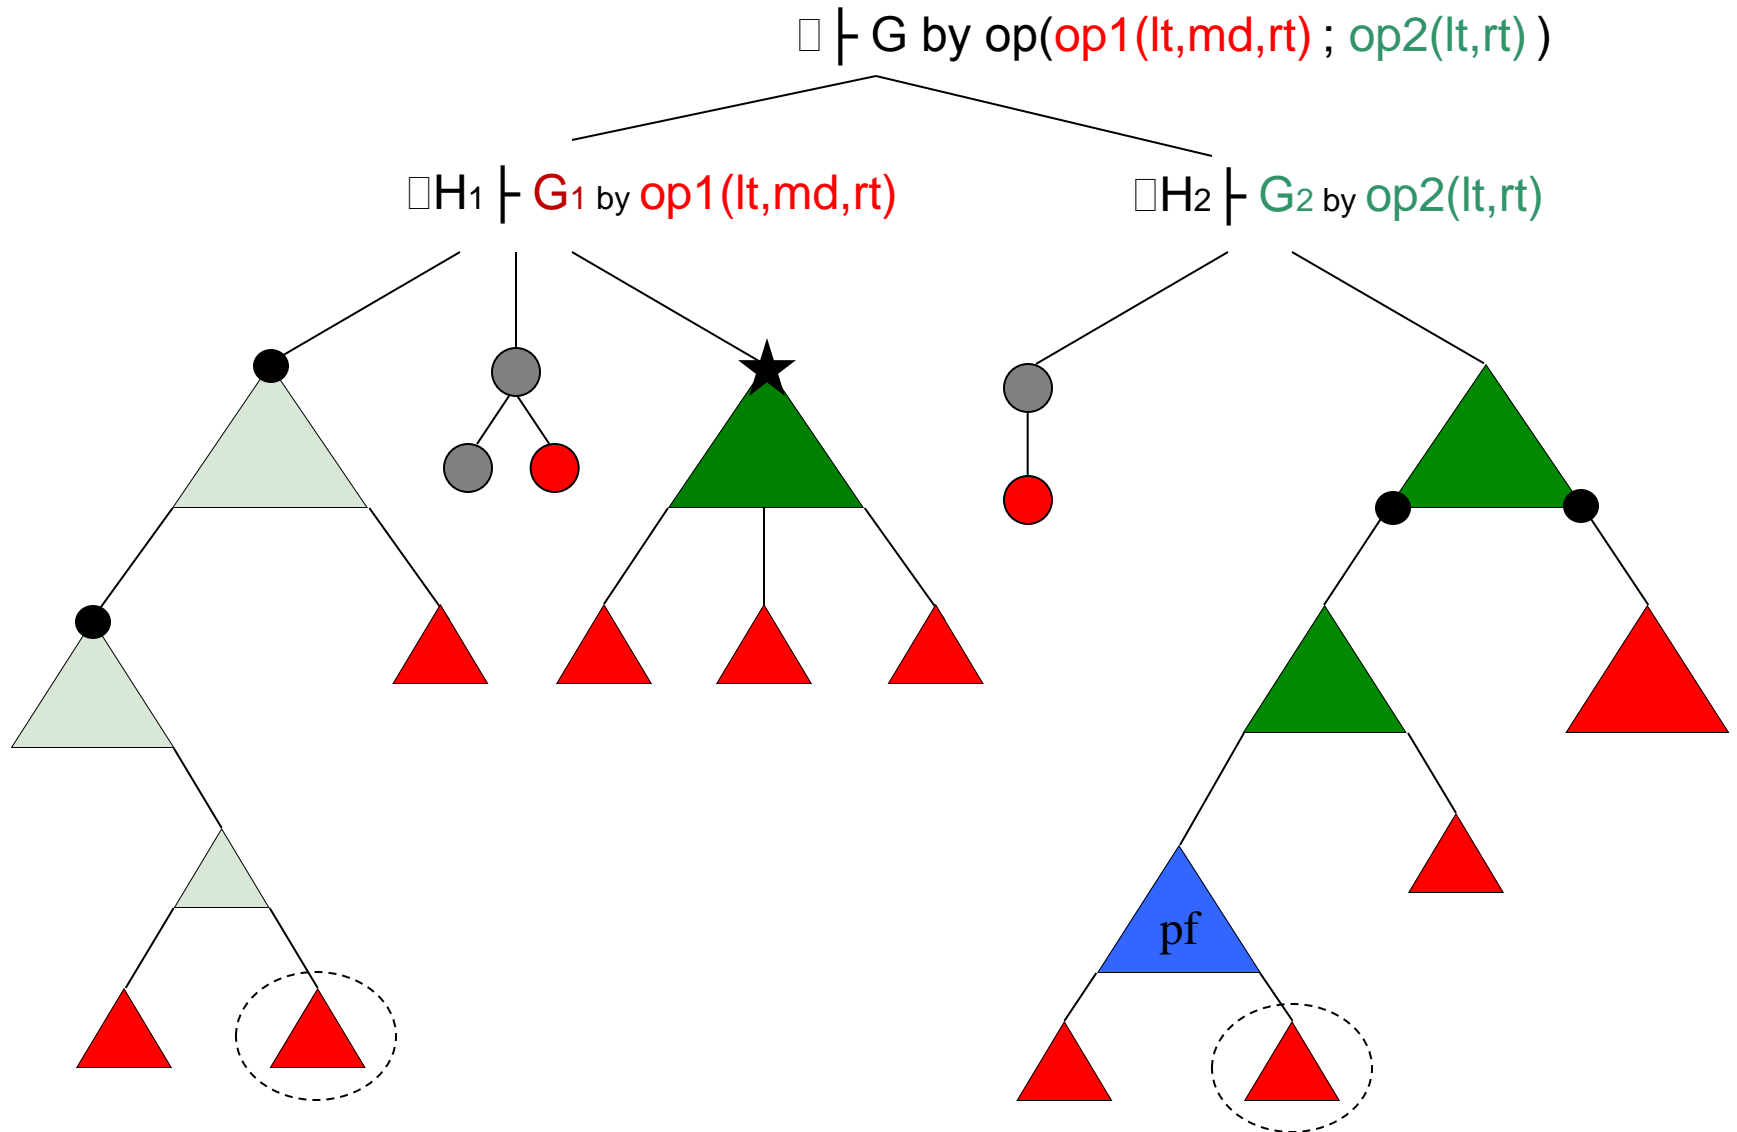 ⊢ G by op(op1(lt,md,rt) ; op2(lt,rt) )
H1 ⊢ G1 by op1(lt,md,rt)
H2 ⊢ G2 by op2(lt,rt)
pf